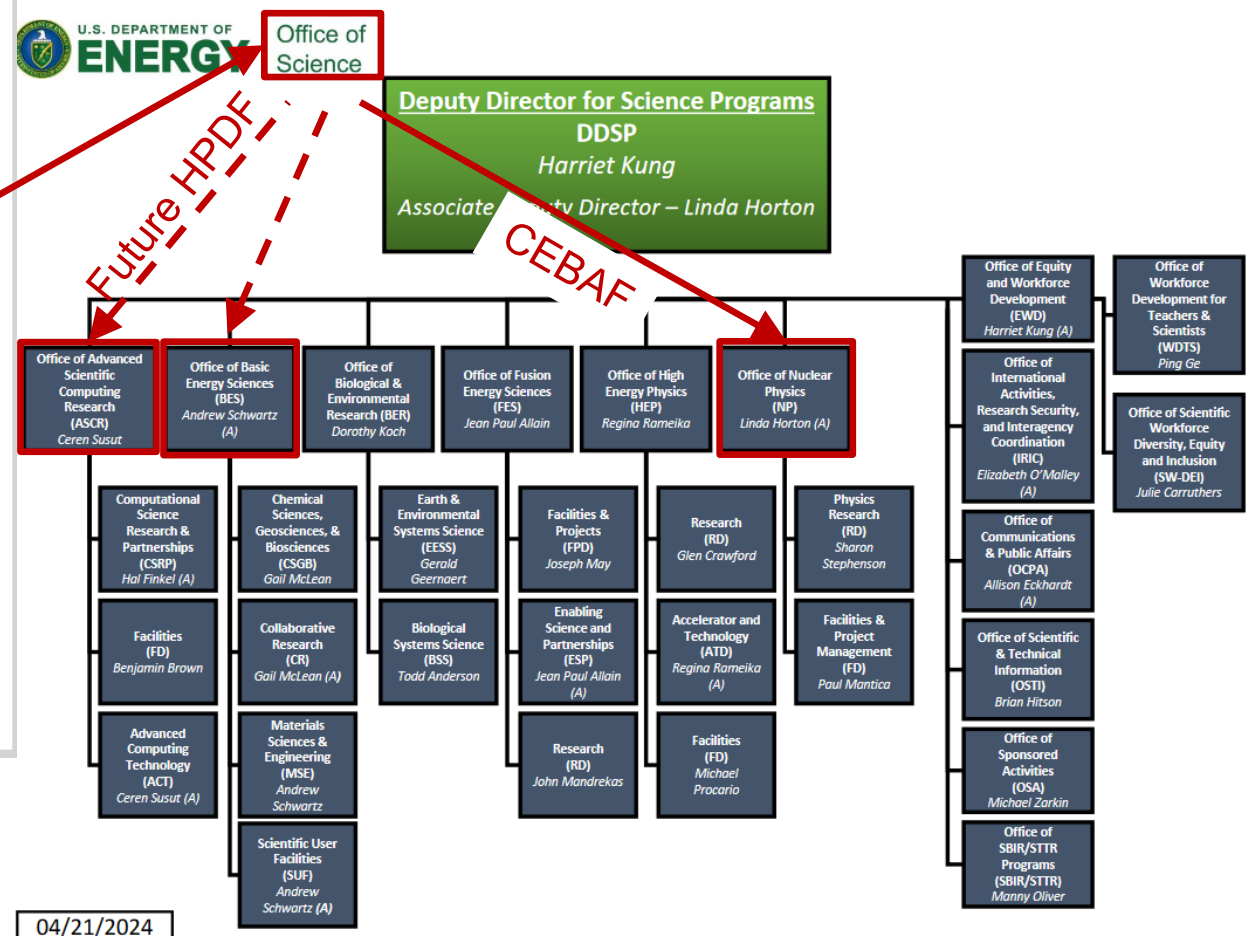 U.S. DEPARTMENT OF
ENERGY
Office of
Science
Deputy Director for Science Programs
DDSP
Harriet Kung
Associate Deputy Director – Linda Horton
Future HPDF
CEBAF
Office of Advanced
Scientific
Computing
Research
(ASCR)
Ceren Susut
Office of Basic
Energy Sciences
(BES)
Andrew Schwartz
(A)
Office of
Biological &
Environmental
Research (BER)
Dorothy Koch
Office of Fusion
Energy Sciences
(FES)
Jean Paul Allain
Office of High
Energy Physics
(HEP)
Regina Rameika
Office of Nuclear
Physics
(NP)
Linda Horton (A)
Computational
Science
Research &
Partnerships
(CSRP)
Hal Finkel (A)
Facilities
(FD)
Benjamin Brown
Advanced
Computing
Technology
(ACT)
Ceren Susut (A)
Chemical
Sciences,
Geosciences, &
Biosciences
(CSGB)
Gail McLean
Collaborative
Research
(CR)
Gail McLean (A)
Materials
Sciences &
Engineering
(MSE)
Andrew
Schwartz
Scientific User
Facilities
(SUF)
Andrew
Schwartz (A)
Earth &
Environmental
Systems Science
(EESS)
Gerald
Geernaert
Biological
Systems Science
(BSS)
Todd Anderson
Facilities &
Projects
(FPD)
Joseph May
Enabling
Science and
Partnerships
(ESP)
Jean Paul Allain
(A)
Research
(RD)
John Mandrekas
Research
(RD)
Glen Crawford
Accelerator and
Technology
(ATD)
Regina Rameika
(A)
Facilities
(FD)
Michael
Procario
Physics
Research
(RD)
Sharon
Stephenson
Facilities &
Project
Management
(FD)
Paul Mantica
Office of Equity
and Workforce
Development
(EWD)
Harriet Kung (A)
Office of
International
Activities,
Research Security,
and Interagency
Coordination
(IRIC)
Elizabeth O'Malley
(A)
Office of
Communications
& Public Affairs
(OCPA)
Allison Eckhardt
(A)
Office of Scientific
& Technical
Information
(OSTI)
Brian Hitson
Office of
Sponsored
Activities
(OSA)
Michael Zarkin
Office of
SBIR/STTR
Programs
(SBIR/STTR)
Manny Oliver
Office of
Workforce
Development for
Teachers &
Scientists
(WDTS)
Ping Ge
Office of Scientific
Workforce
Diversity, Equity
and Inclusion
(SW-DEI)
Julie Carruthers
04/21/2024